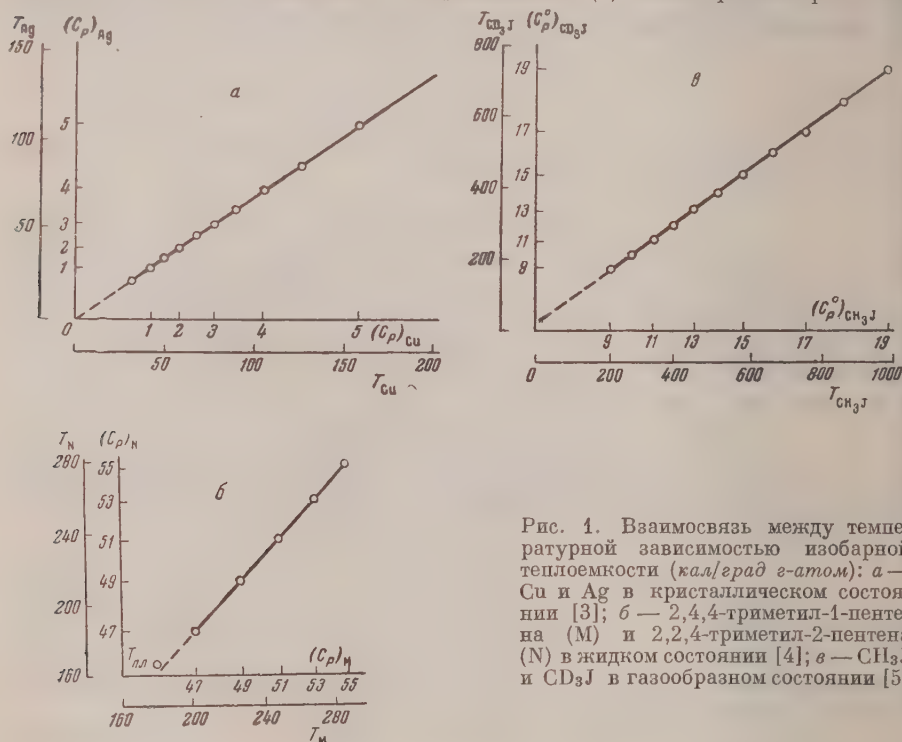 T_Ag (C_p)_Ag
150
100
50
5
4
3
2
1
а
0
1 2 3 4 5 (C_p)_Cu
50 100 150 200
T_Cu
T_CD₃J (C_p°)_CD₃J
800
600
400
200
19
17
15
13
11
9
в
(C_p°)_CH₃J
9 11 13 15 17 19
0 200 400 600 800 1000
T_CH₃J
T_N (C_p)_N
280
240
200
160
55
53
51
49
47
б
T_пл
(C_p)_M
47 49 51 53 55
160 200 240 280
T_M
Рис. 1. Взаимосвязь между темпе
ратурной зависимостью изобарной
теплоемкости (кал/град г-атом): а —
Cu и Ag в кристаллическом состоя
нии [3]; б — 2,4,4-триметил-1-пенте
на (M) и 2,2,4-триметил-2-пентена
(N) в жидком состоянии [4]; в — CH₃J
и CD₃J в газообразном состоянии [5